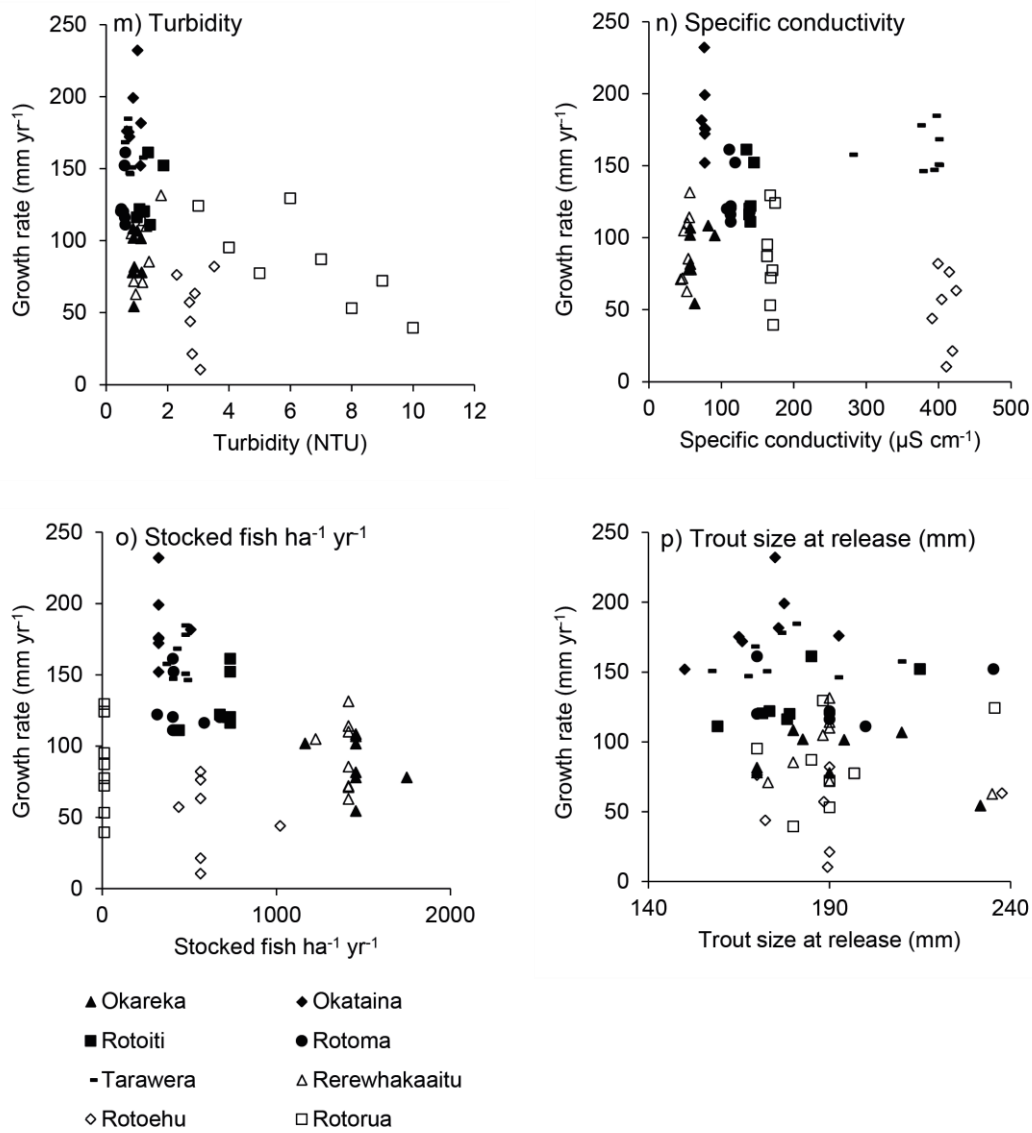 m) Turbidity
250
200
150
100
50
0
Growth rate (mm yr⁻¹)
0 2 4 6 8 10 12
Turbidity (NTU)
n) Specific conductivity
250
200
150
100
50
0
Growth rate (mm yr⁻¹)
0 100 200 300 400 500
Specific conductivity (µS cm⁻¹)
o) Stocked fish ha⁻¹ yr⁻¹
250
200
150
100
50
0
Growth rate (mm yr⁻¹)
0 1000 2000
Stocked fish ha⁻¹ yr⁻¹
p) Trout size at release (mm)
250
200
150
100
50
0
Growth rate (mm yr⁻¹)
140 190 240
Trout size at release (mm)
Okareka Okataina
Rotoiti Rotoma
Tarawera Rerewhakaaitu
Rotoehu Rotorua